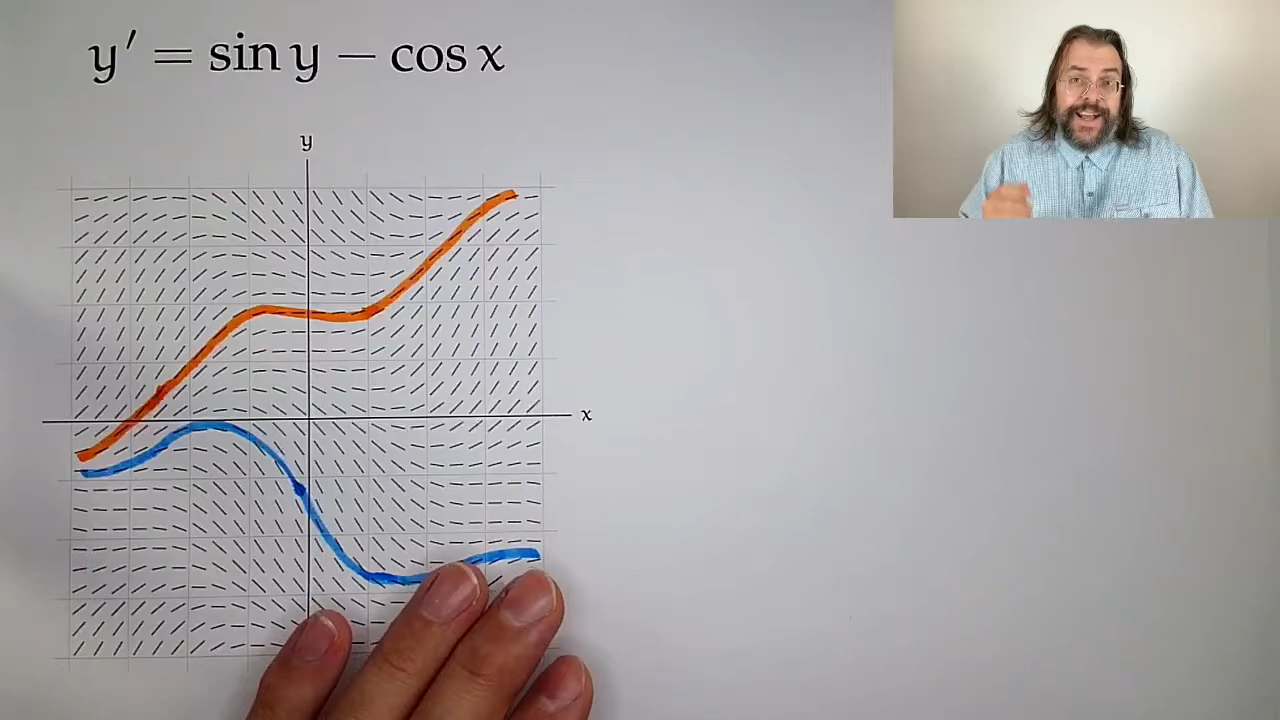 y′ = sin y − cos x
y
x